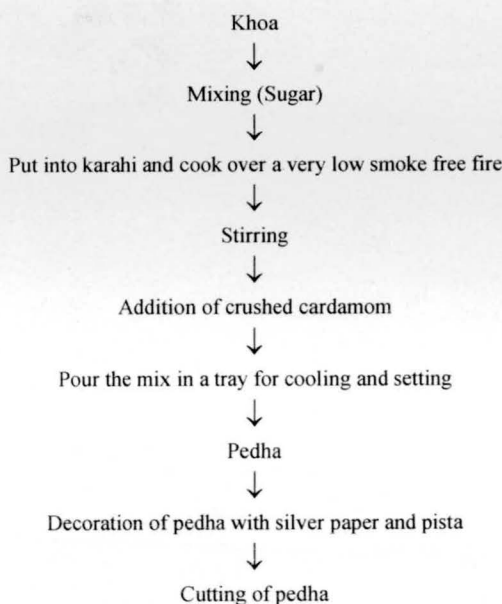 Khoa
↓
Mixing (Sugar)
↓
Put into karahi and cook over a very low smoke free fire
↓
Stirring
↓
Addition of crushed cardamom
↓
Pour the mix in a tray for cooling and setting
↓
Pedha
↓
Decoration of pedha with silver paper and pista
↓
Cutting of pedha